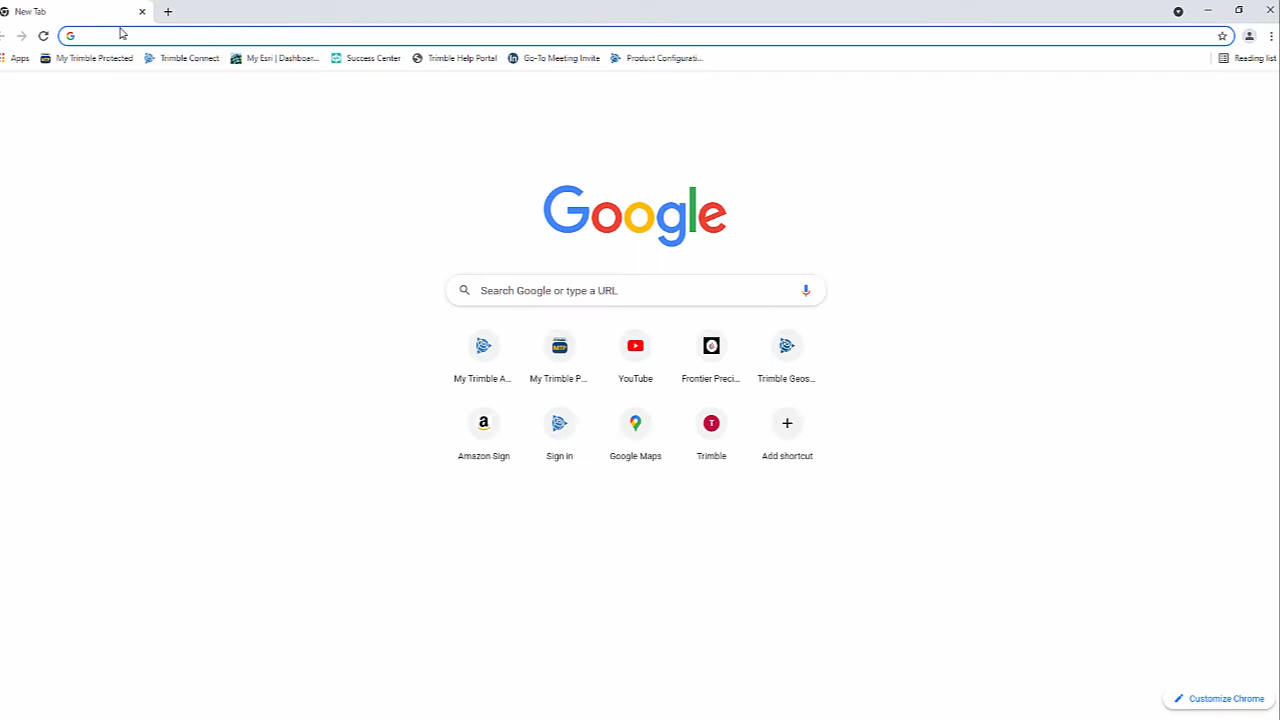 New Tab
Apps My Trimble Protected Trimble Connect My Esri | Dashboar... Success Center Trimble Help Portal Go-To Meeting Invite Product Configurati... Reading list
Google
Search Google or type a URL
My Trimble A... My Trimble P... YouTube Frontier Preci... Trimble Geos...
Amazon Sign Sign in Google Maps Trimble Add shortcut
Customize Chrome